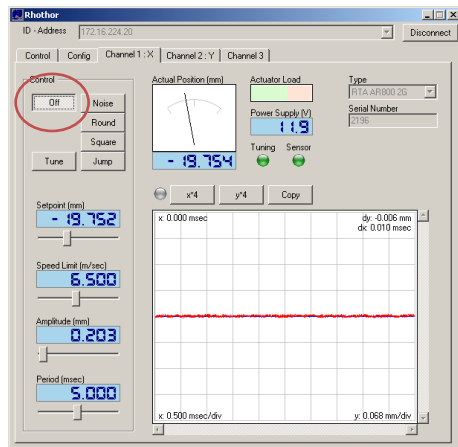 Rhothor
ID - Address 172.16.224.20 Disconnect
Control Config Channel 1 : X Channel 2 : Y Channel 3
Control
Off Noise
Round
Square
Tune Jump
Actual Position (mm)
- 19.754
Actuator Load
Power Supply (V)
11.9
Tuning Sensor
Type
RTA AR800 2G
Serial Number
2196
x*4 y*4 Copy
Setpoint (mm)
- 19.752
Speed Limit (m/sec)
6.500
Amplitude (mm)
0.203
Period (msec)
5.000
x: 0.000 msec dy: -0.006 mm
dx: 0.010 msec
x: 0.500 msec/div y: 0.068 mm/div